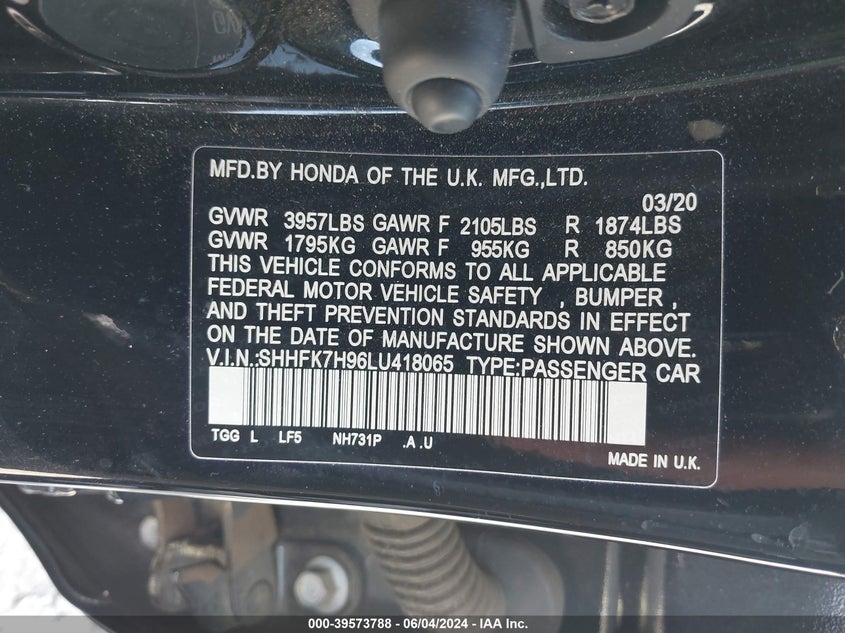 MFD.BY HONDA OF THE U.K. MFG.,LTD.
03/20
GVWR 3957LBS GAWR F 2105LBS R 1874LBS
GVWR 1795KG GAWR F 955KG R 850KG
THIS VEHICLE CONFORMS TO ALL APPLICABLE
FEDERAL MOTOR VEHICLE SAFETY , BUMPER ,
AND THEFT PREVENTION STANDARDS IN EFFECT
ON THE DATE OF MANUFACTURE SHOWN ABOVE.
V.I.N.:SHHFK7H96LU418065 TYPE:PASSENGER CAR
TGG L LF5 NH731P .A.U
MADE IN U.K.
000-39573788 - 06/04/2024 - IAA Inc.